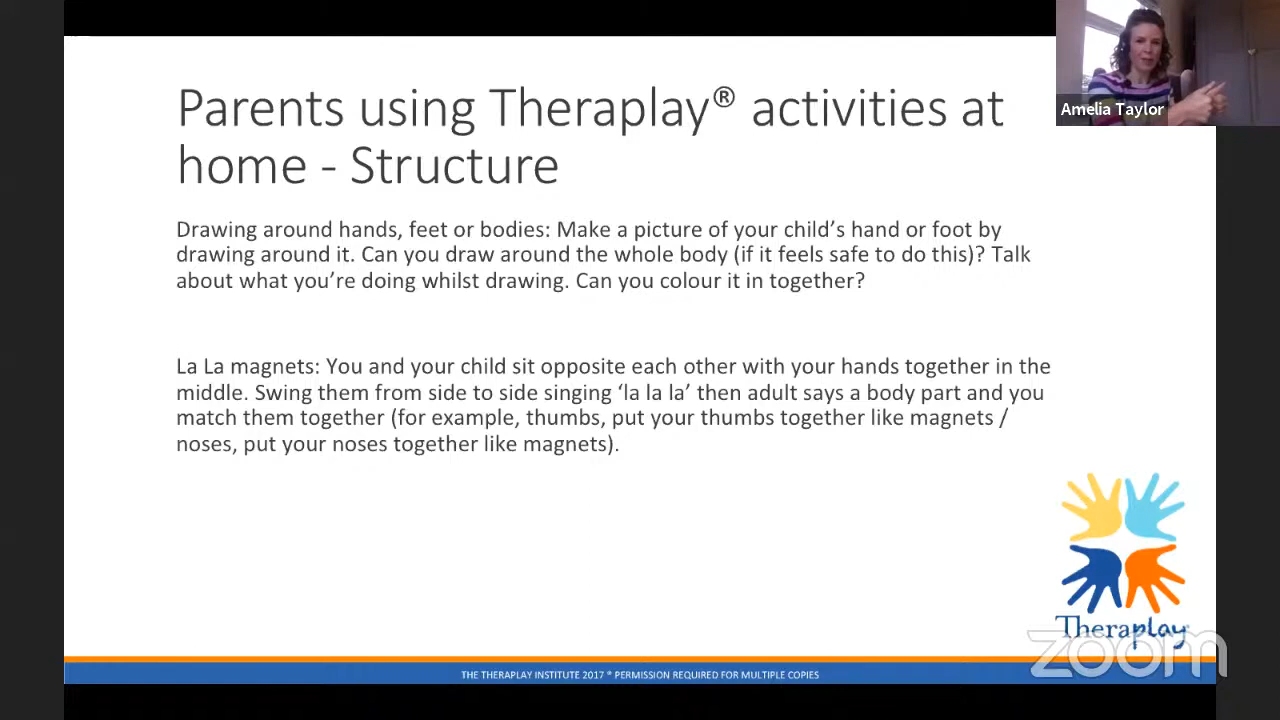 Amelia Taylor
Parents using Theraplay® activities at
home - Structure
Drawing around hands, feet or bodies: Make a picture of your child’s hand or foot by
drawing around it. Can you draw around the whole body (if it feels safe to do this)? Talk
about what you’re doing whilst drawing. Can you colour it in together?
La La magnets: You and your child sit opposite each other with your hands together in the
middle. Swing them from side to side singing ‘la la la’ then adult says a body part and you
match them together (for example, thumbs, put your thumbs together like magnets /
noses, put your noses together like magnets).
Theraplay
zoom
THE THERAPLAY INSTITUTE 2017 ® PERMISSION REQUIRED FOR MULTIPLE COPIES